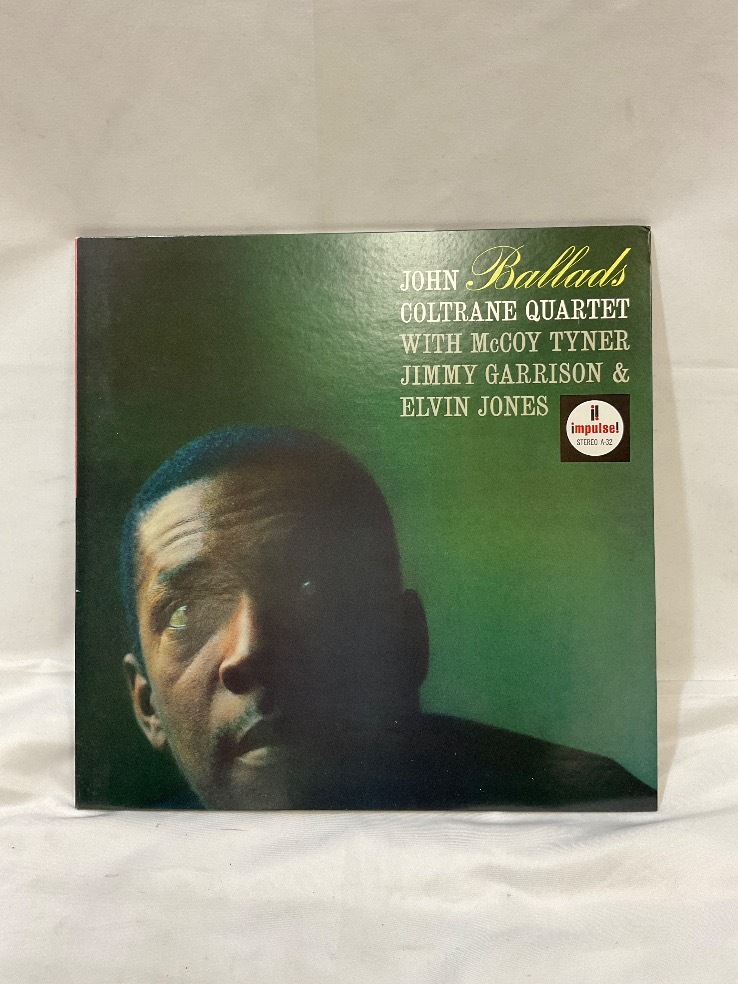 JOHN Ballads
COLTRANE QUARTET
WITH McCOY TYNER
JIMMY GARRISON &
ELVIN JONES
i!
impulse!
STEREO A-32